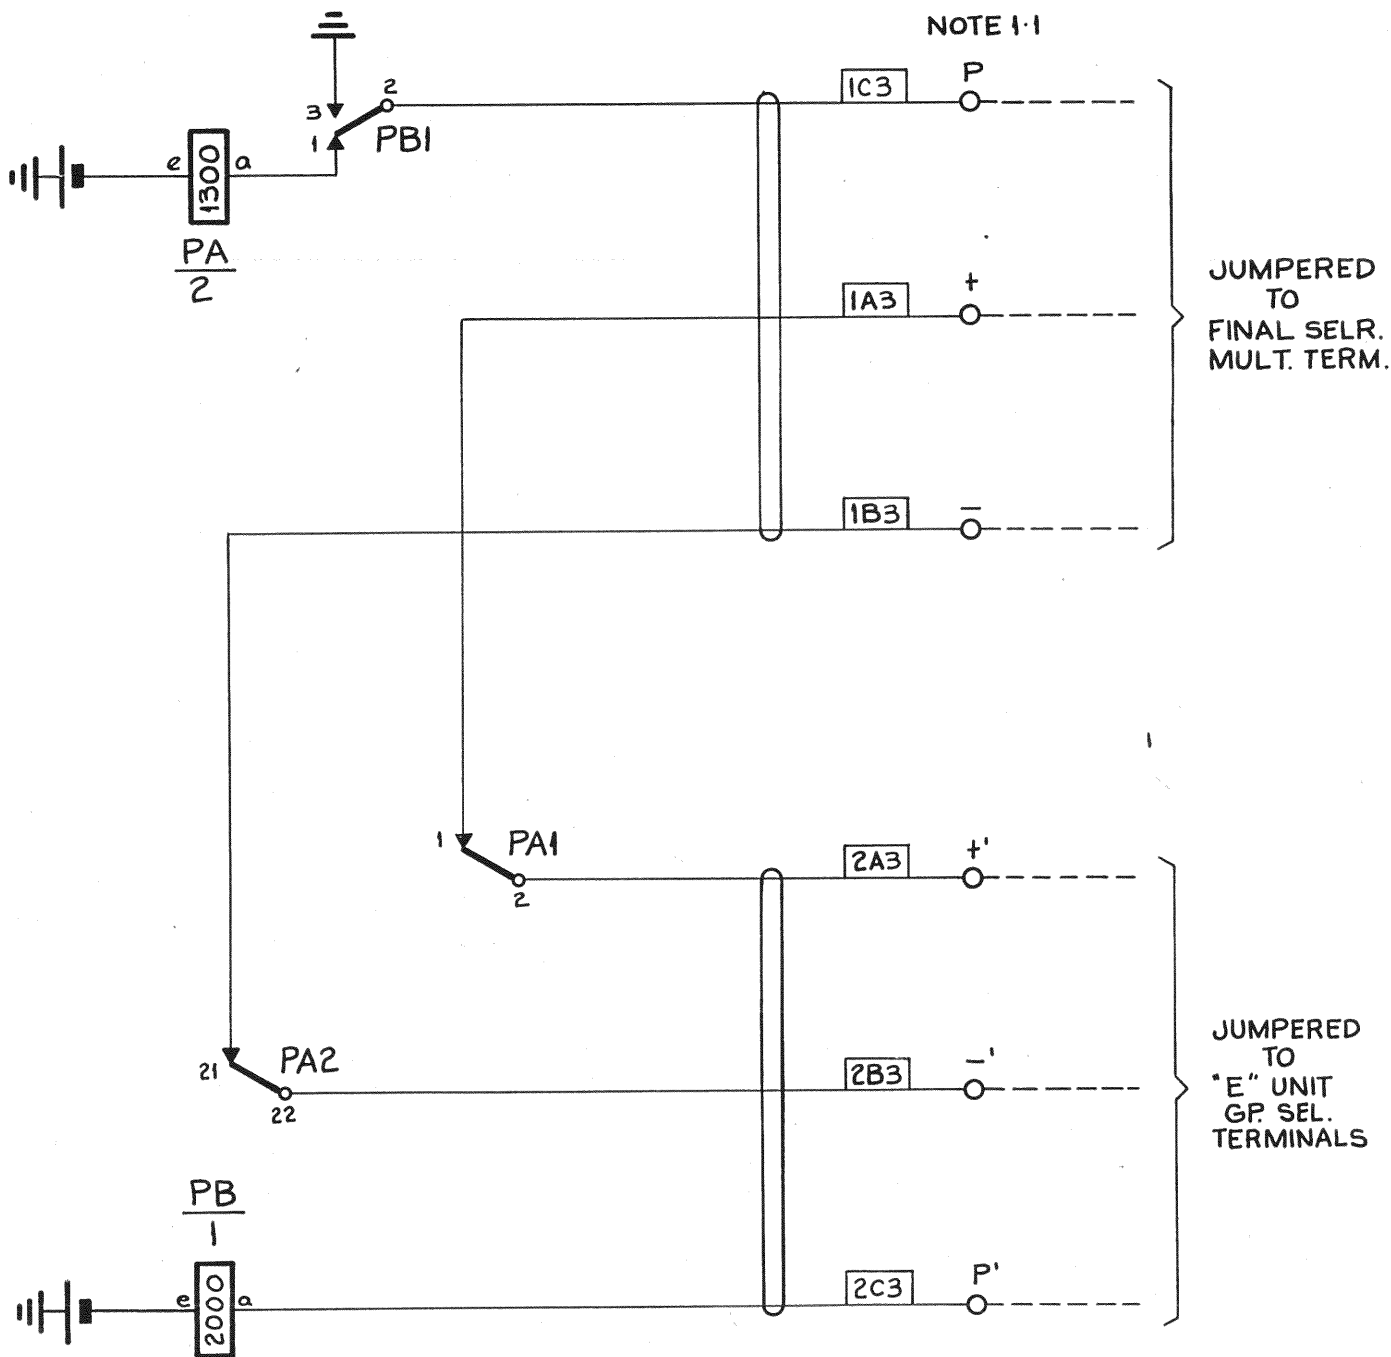 NOTE 1·1
P
1C3
2
3
1
PB1
e
1300
a
PA
2
+
1A3
JUMPERED
TO
FINAL SELR.
MULT. TERM.
−
1B3
1
PA1
2
+'
2A3
21
PA2
22
−'
2B3
JUMPERED
TO
"E" UNIT
GP. SEL.
TERMINALS
PB
1
e
2000
a
P'
2C3